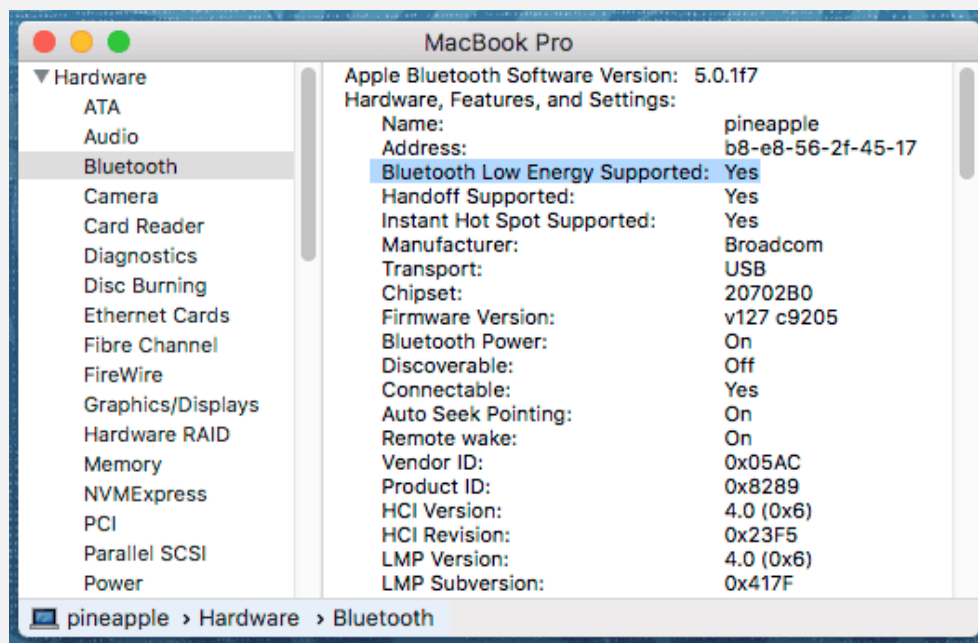 MacBook Pro
Hardware
ATA
Audio
Bluetooth
Camera
Card Reader
Diagnostics
Disc Burning
Ethernet Cards
Fibre Channel
FireWire
Graphics/Displays
Hardware RAID
Memory
NVMExpress
PCI
Parallel SCSI
Power
Apple Bluetooth Software Version: 5.0.1f7
Hardware, Features, and Settings:
Name: pineapple
Address: b8-e8-56-2f-45-17
Bluetooth Low Energy Supported: Yes
Handoff Supported: Yes
Instant Hot Spot Supported: Yes
Manufacturer: Broadcom
Transport: USB
Chipset: 20702B0
Firmware Version: v127 c9205
Bluetooth Power: On
Discoverable: Off
Connectable: Yes
Auto Seek Pointing: On
Remote wake: On
Vendor ID: 0x05AC
Product ID: 0x8289
HCI Version: 4.0 (0x6)
HCI Revision: 0x23F5
LMP Version: 4.0 (0x6)
LMP Subversion: 0x417F
pineapple › Hardware › Bluetooth